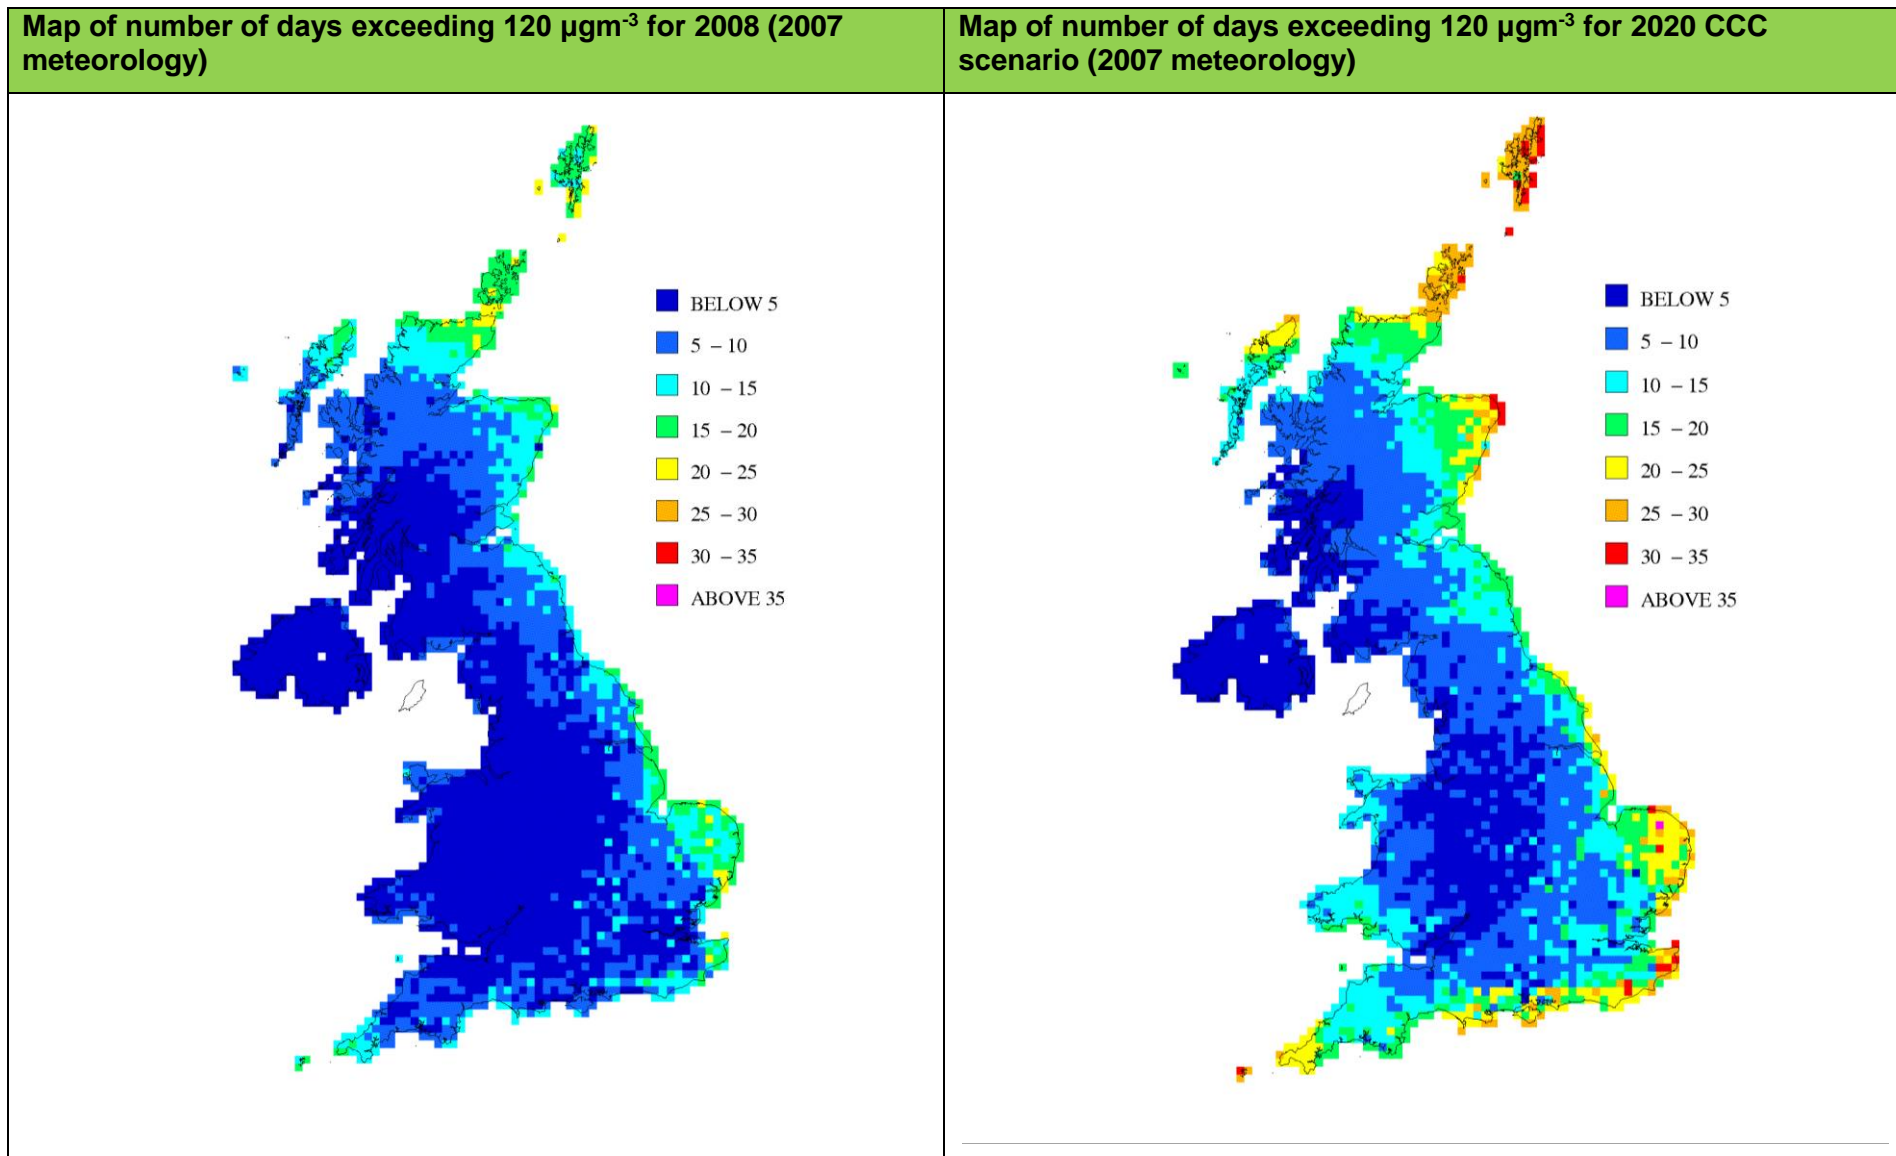 Map of number of days exceeding 120 µgm-3 for 2008 (2007
meteorology)
Map of number of days exceeding 120 µgm-3 for 2020 CCC
scenario (2007 meteorology)
BELOW 5
5 – 10
10 – 15
15 – 20
20 – 25
25 – 30
30 – 35
ABOVE 35
BELOW 5
5 – 10
10 – 15
15 – 20
20 – 25
25 – 30
30 – 35
ABOVE 35